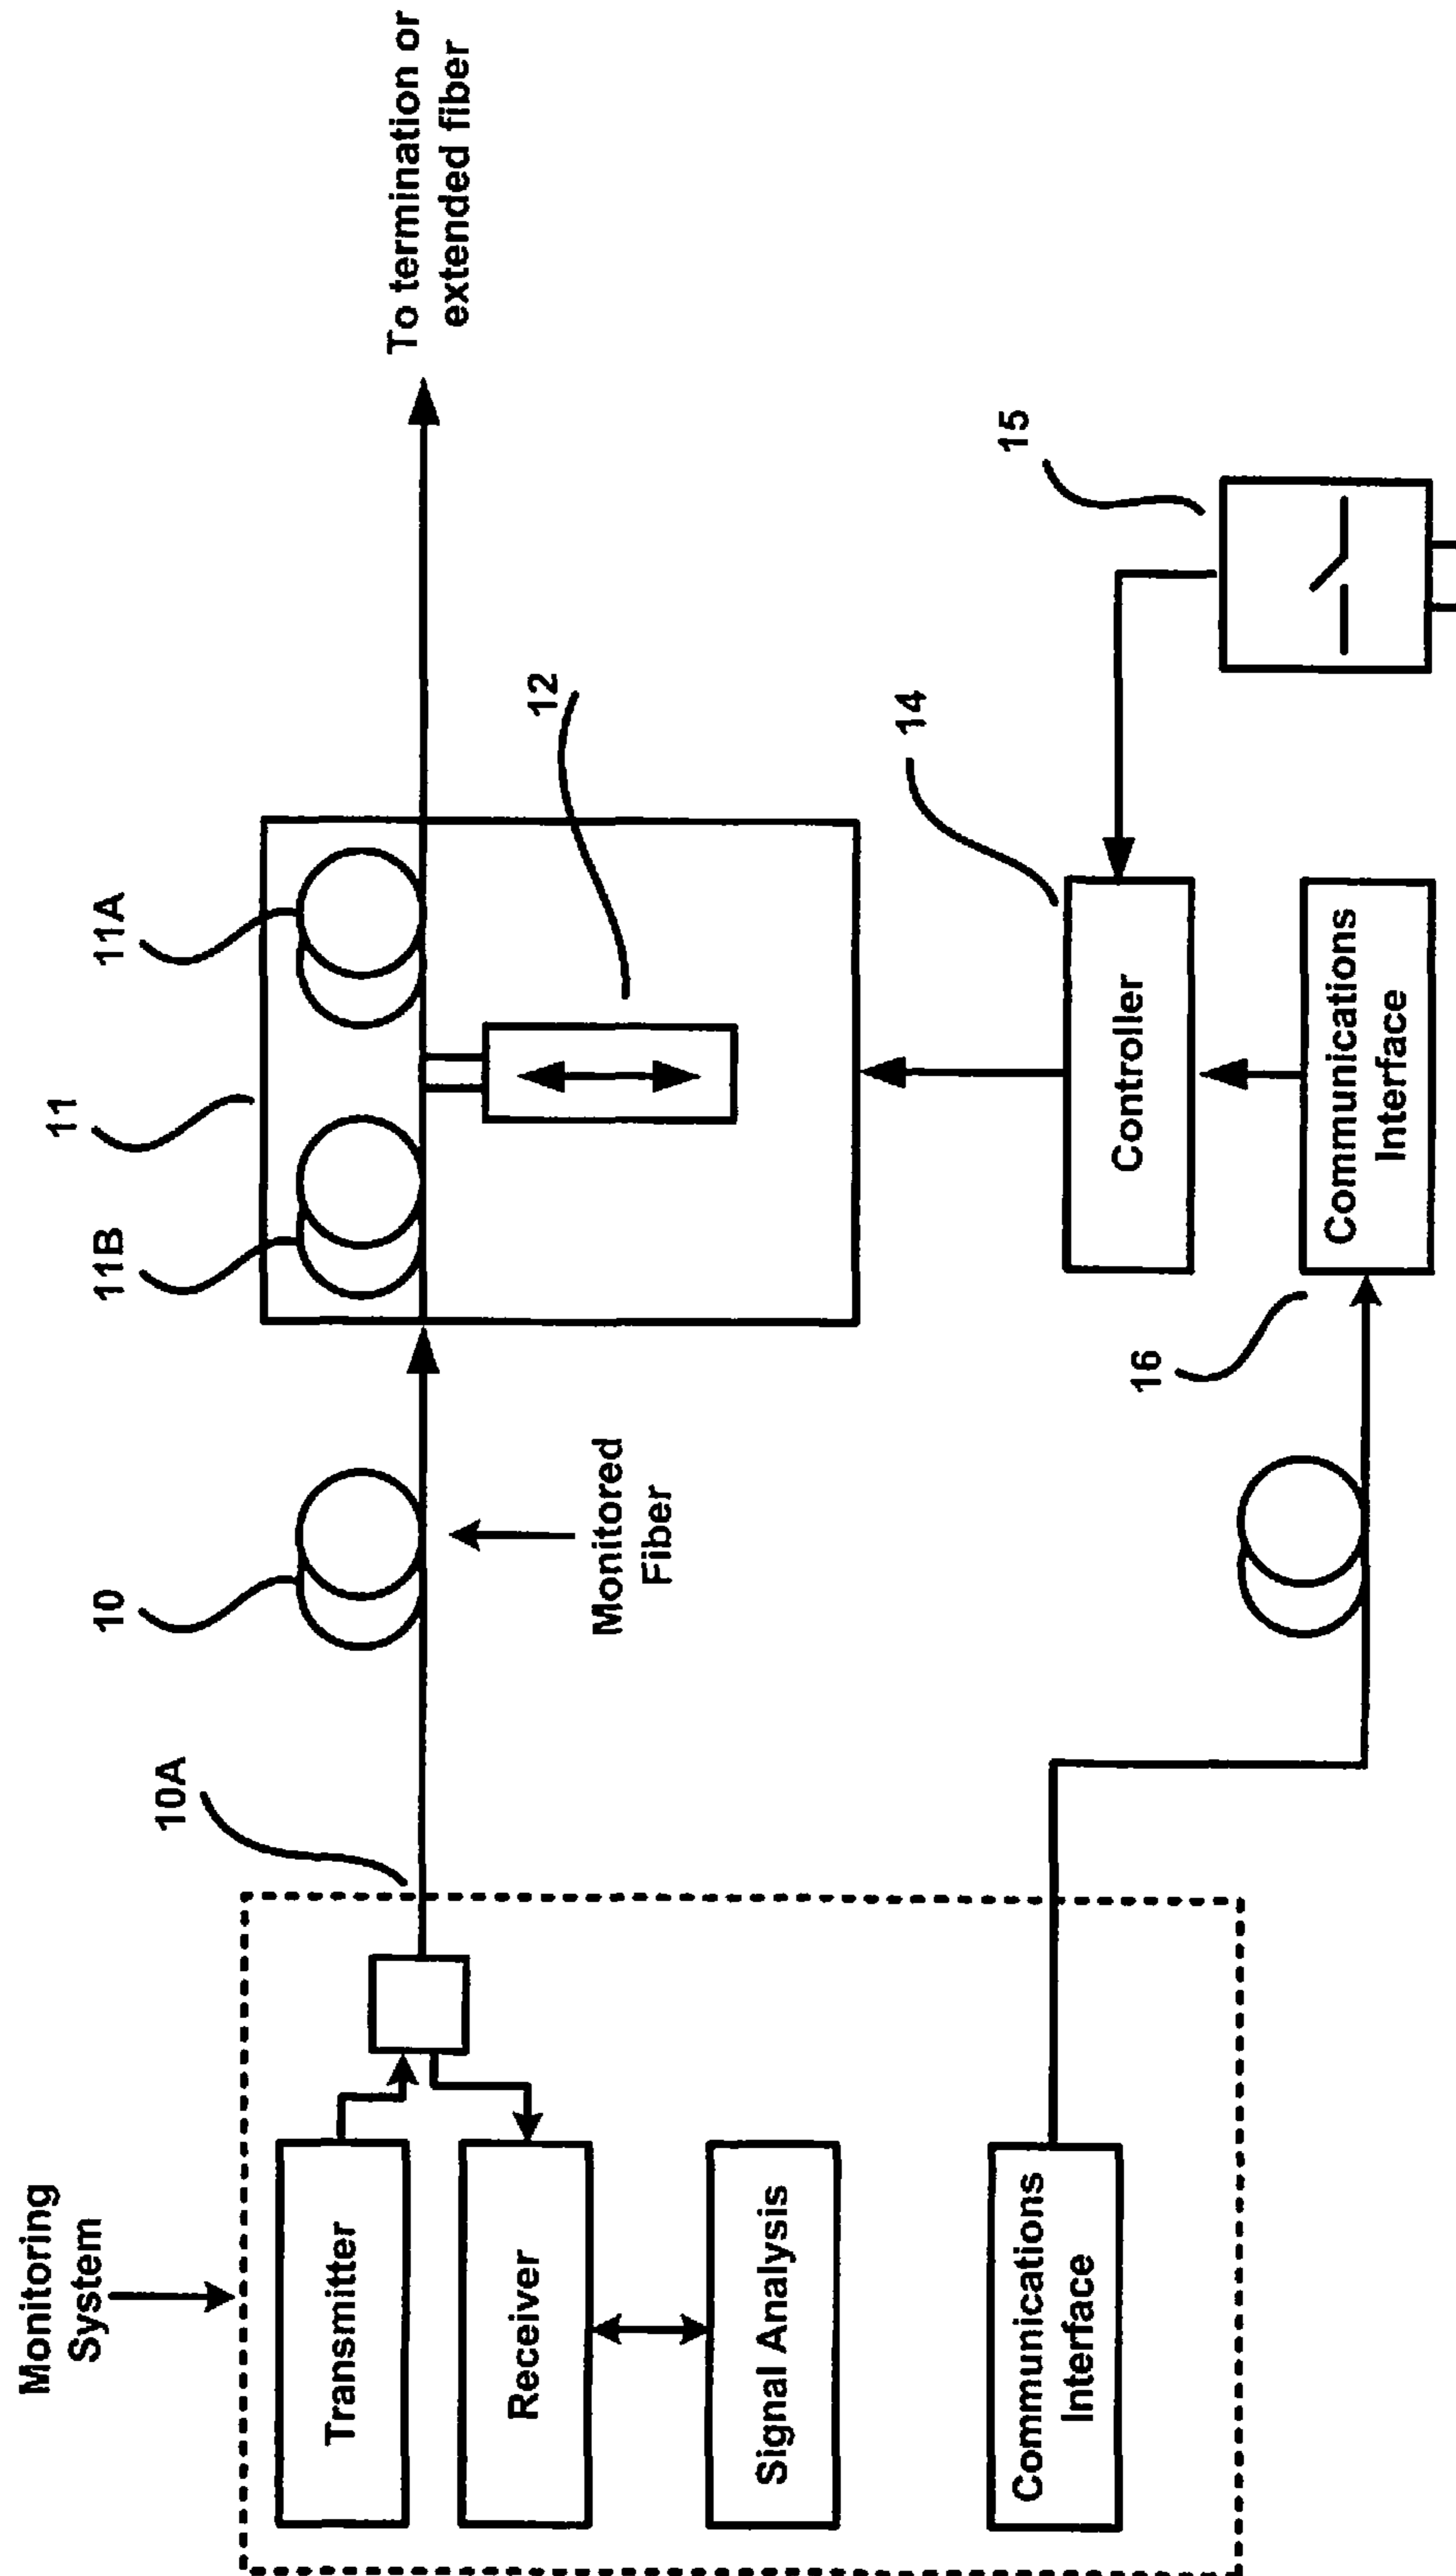 Monitoring
System
Transmitter
Receiver
Signal Analysis
Communications
Interface
10A
10
Monitored
Fiber
11B
11
11A
12
To termination or
extended fiber
14
Controller
15
16
Communications
Interface